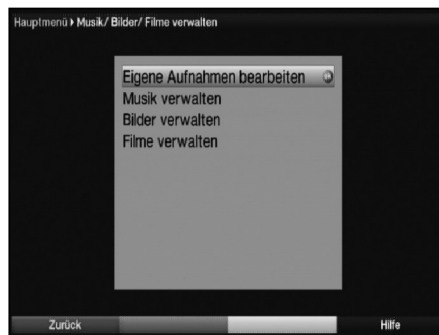 Hauptmenü ▸ Musik/ Bilder/ Filme verwalten
Eigene Aufnahmen bearbeiten
Musik verwalten
Bilder verwalten
Filme verwalten
Zurück
Hilfe